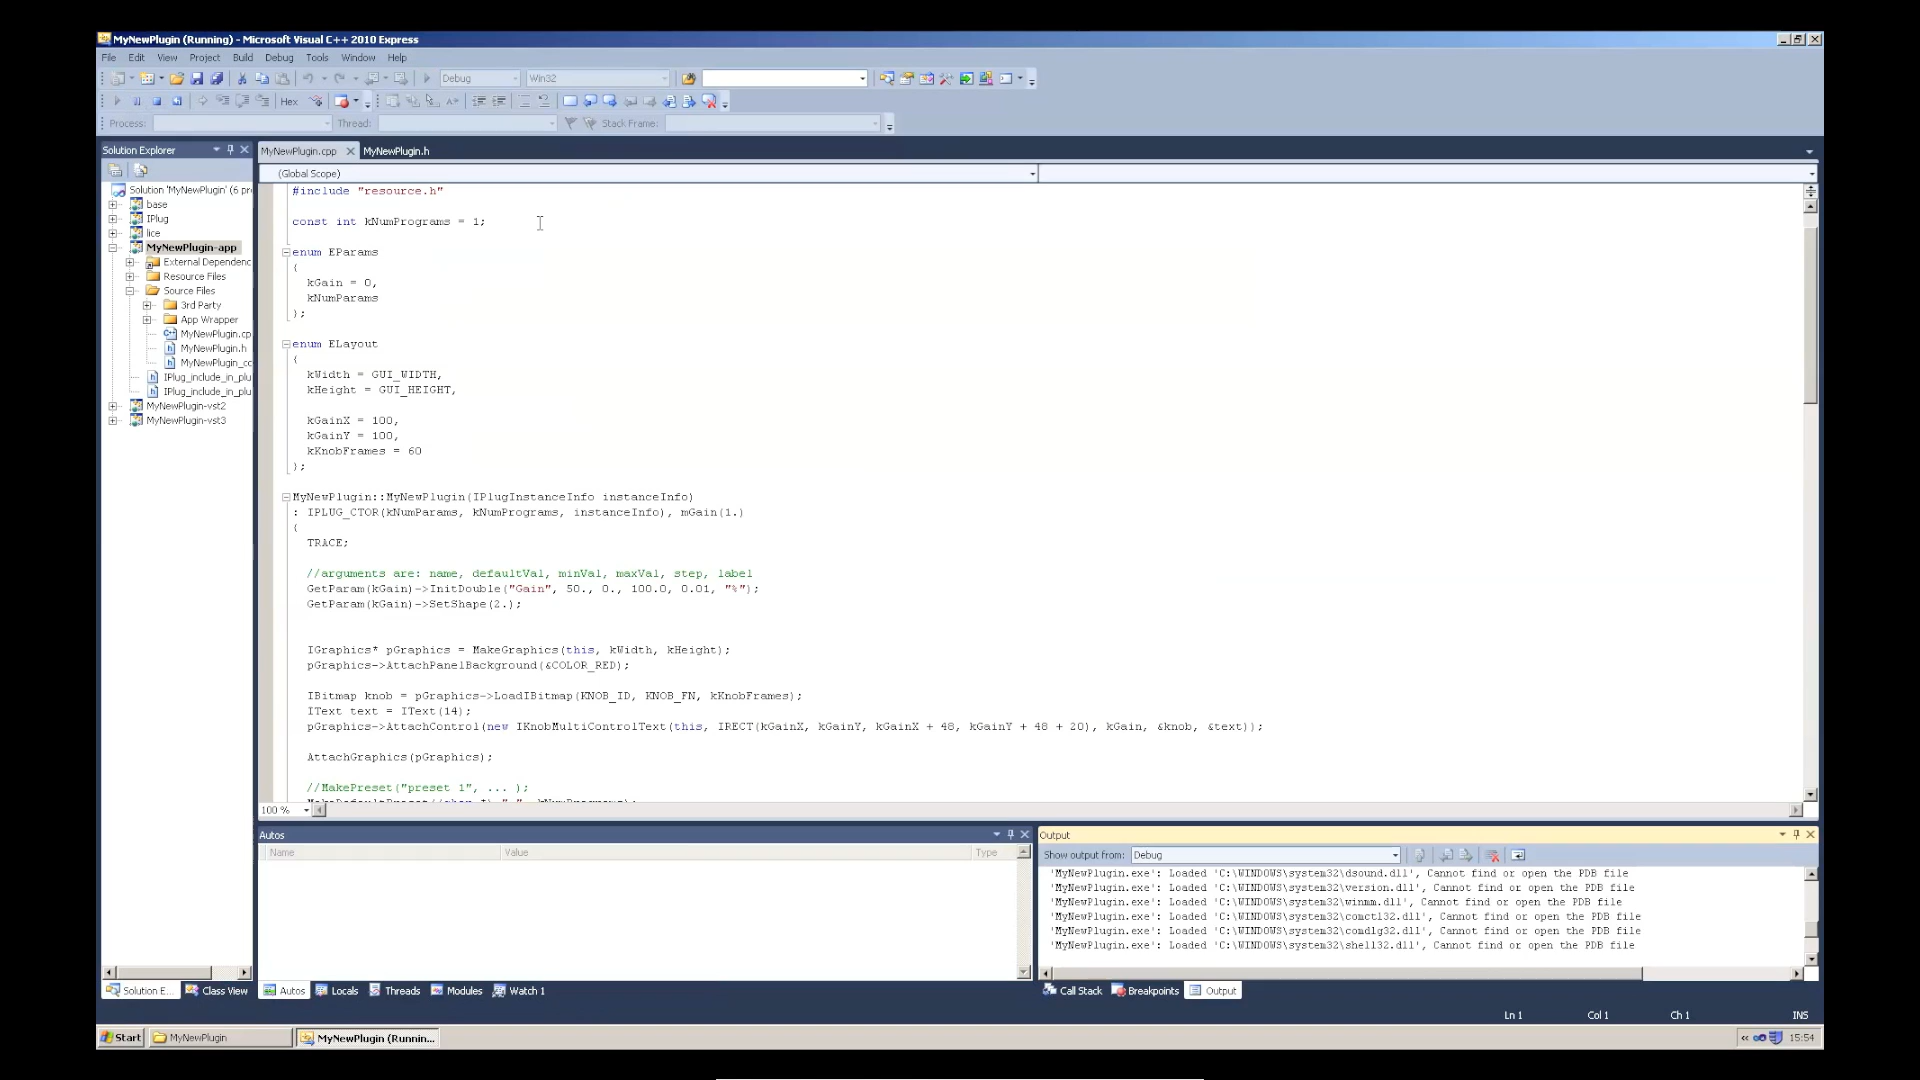 MyNewPlugin (Running) - Microsoft Visual C++ 2010 Express
File Edit View Project Build Debug Tools Window Help
Debug Win32
Hex
Process: Thread: Stack Frame:
Solution Explorer
MyNewPlugin.cpp MyNewPlugin.h
(Global Scope)
Solution 'MyNewPlugin' (6 pr
base
IPlug
lice
MyNewPlugin-app
External Dependenc
Resource Files
Source Files
3rd Party
App Wrapper
MyNewPlugin.cp
MyNewPlugin.h
MyNewPlugin_cc
IPlug_include_in_plu
IPlug_include_in_plu
MyNewPlugin-vst2
MyNewPlugin-vst3
#include "resource.h"
const int kNumPrograms = 1;
enum EParams
{
kGain = 0,
kNumParams
};
enum ELayout
{
kWidth = GUI_WIDTH,
kHeight = GUI_HEIGHT,
kGainX = 100,
kGainY = 100,
kKnobFrames = 60
};
MyNewPlugin::MyNewPlugin(IPlugInstanceInfo instanceInfo)
: IPLUG_CTOR(kNumParams, kNumPrograms, instanceInfo), mGain(1.)
{
TRACE;
//arguments are: name, defaultVal, minVal, maxVal, step, label
GetParam(kGain)->InitDouble("Gain", 50., 0., 100.0, 0.01, "%");
GetParam(kGain)->SetShape(2.);
IGraphics* pGraphics = MakeGraphics(this, kWidth, kHeight);
pGraphics->AttachPanelBackground(&COLOR_RED);
IBitmap knob = pGraphics->LoadIBitmap(KNOB_ID, KNOB_FN, kKnobFrames);
IText text = IText(14);
pGraphics->AttachControl(new IKnobMultiControlText(this, IRECT(kGainX, kGainY, kGainX + 48, kGainY + 48 + 20), kGain, &knob, &text));
AttachGraphics(pGraphics);
//MakePreset("preset 1", ... );
100 %
Autos
Name Value Type
Output
Show output from: Debug
'MyNewPlugin.exe': Loaded 'C:\WINDOWS\system32\dsound.dll', Cannot find or open the PDB file
'MyNewPlugin.exe': Loaded 'C:\WINDOWS\system32\version.dll', Cannot find or open the PDB file
'MyNewPlugin.exe': Loaded 'C:\WINDOWS\system32\winmm.dll', Cannot find or open the PDB file
'MyNewPlugin.exe': Loaded 'C:\WINDOWS\system32\comctl32.dll', Cannot find or open the PDB file
'MyNewPlugin.exe': Loaded 'C:\WINDOWS\system32\comdlg32.dll', Cannot find or open the PDB file
'MyNewPlugin.exe': Loaded 'C:\WINDOWS\system32\shell32.dll', Cannot find or open the PDB file
Solution E... Class View Autos Locals Threads Modules Watch 1 Call Stack Breakpoints Output
Ln 1 Col 1 Ch 1 INS
Start MyNewPlugin MyNewPlugin (Runnin... 15:54